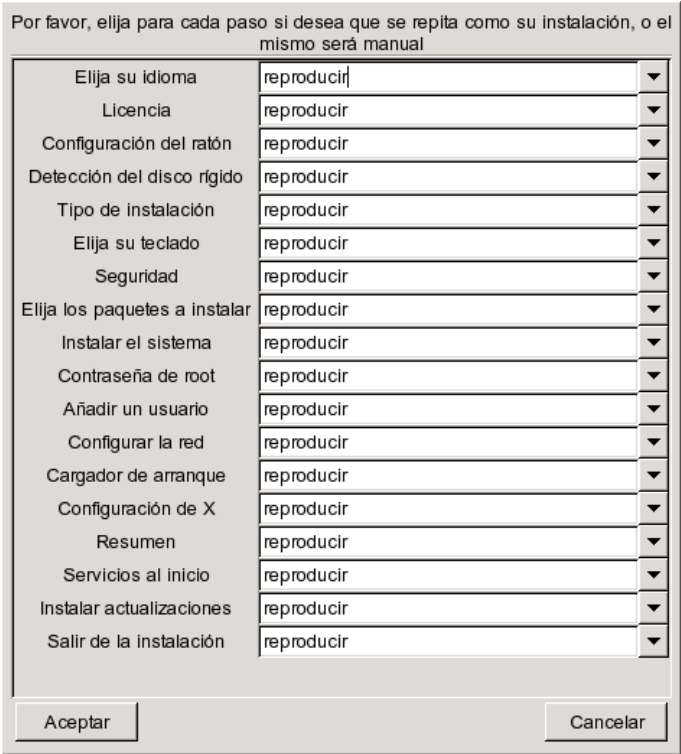 Por favor, elija para cada paso si desea que se repita como su instalación, o el
mismo será manual
Elija su idioma reproducir
Licencia reproducir
Configuración del ratón reproducir
Detección del disco rígido reproducir
Tipo de instalación reproducir
Elija su teclado reproducir
Seguridad reproducir
Elija los paquetes a instalar reproducir
Instalar el sistema reproducir
Contraseña de root reproducir
Añadir un usuario reproducir
Configurar la red reproducir
Cargador de arranque reproducir
Configuración de X reproducir
Resumen reproducir
Servicios al inicio reproducir
Instalar actualizaciones reproducir
Salir de la instalación reproducir
Aceptar Cancelar